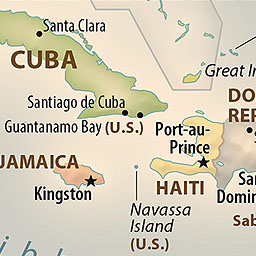 Santa Clara
CUBA
Great In
Santiago de Cuba
DO
Guantanamo Bay (U.S.)
RE
Port-au-
Prince
JAMAICA
Kingston
HAITI
Sa
Domin
Navassa
Island
(U.S.)
Sab